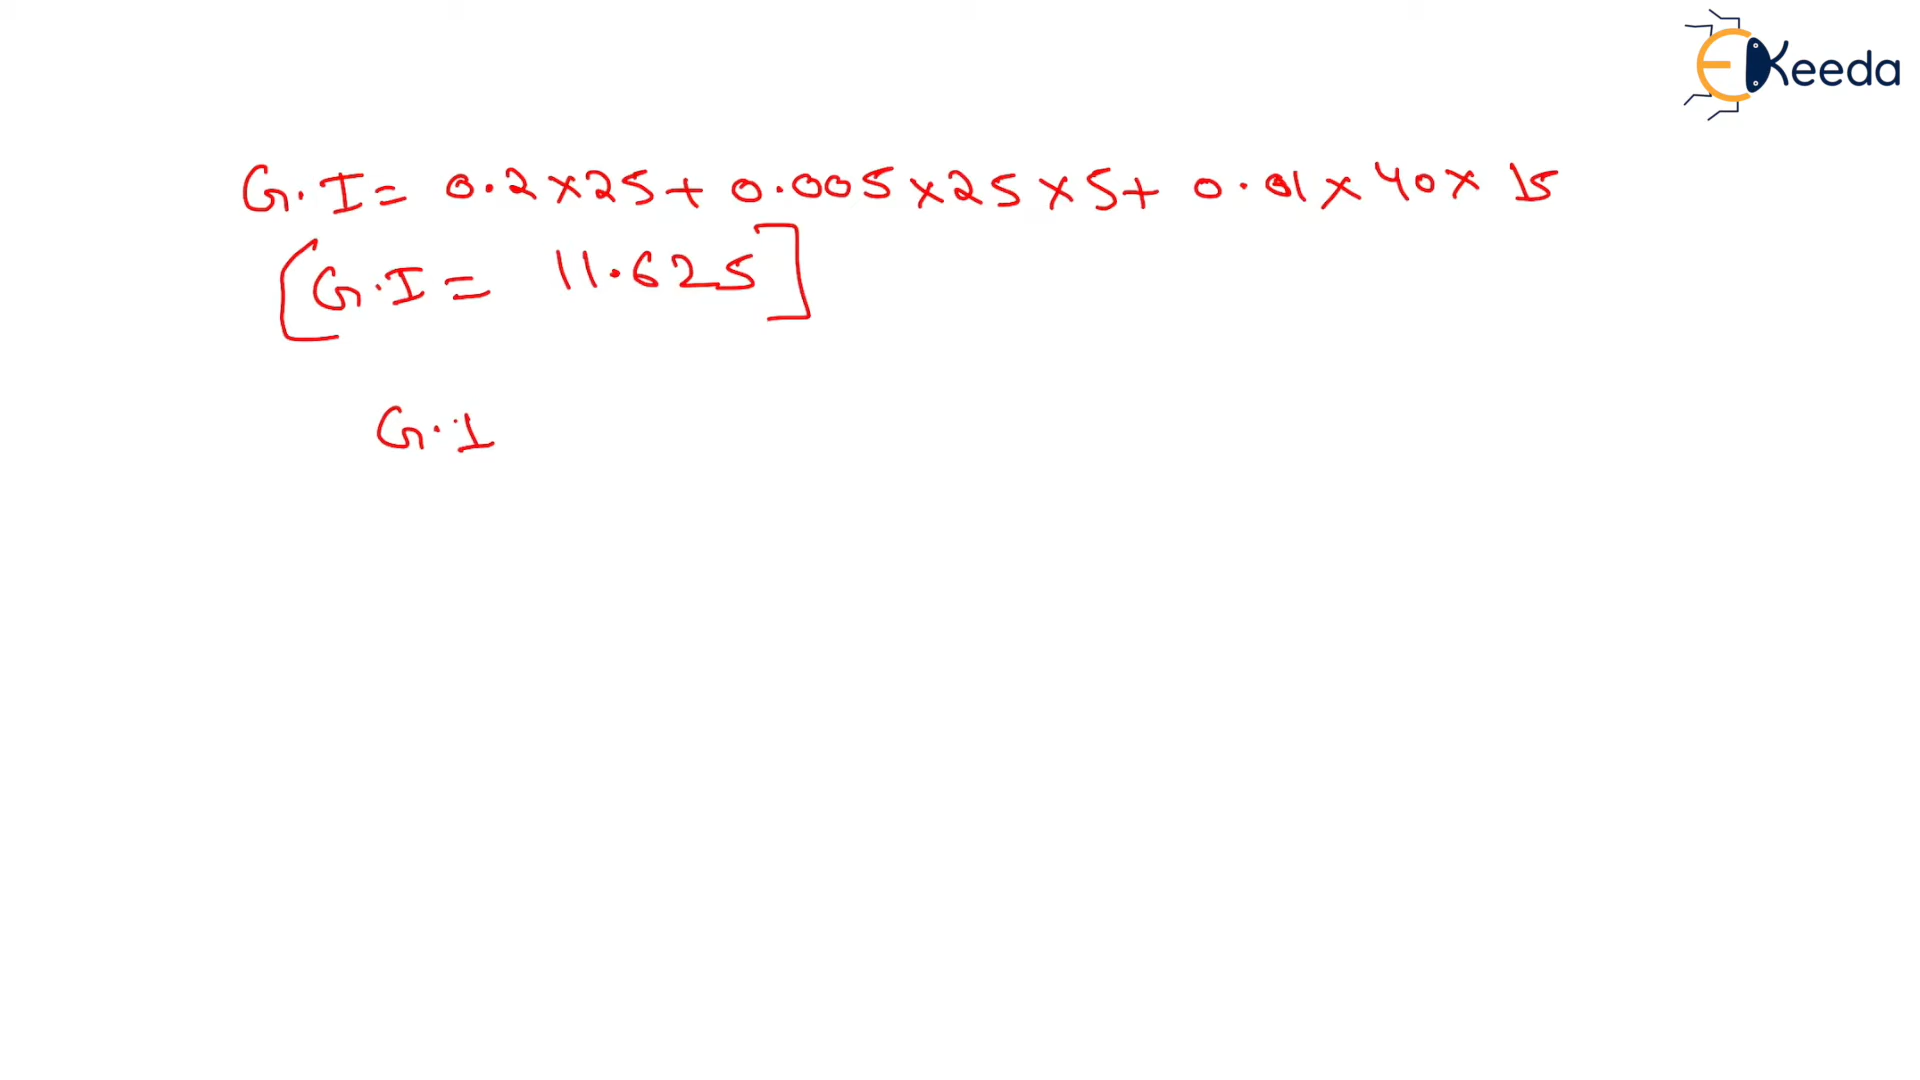 EKeeda
G.I = 0.2×25 + 0.005×25×5 + 0.01×40×15
[G.I = 11.625]
G.I